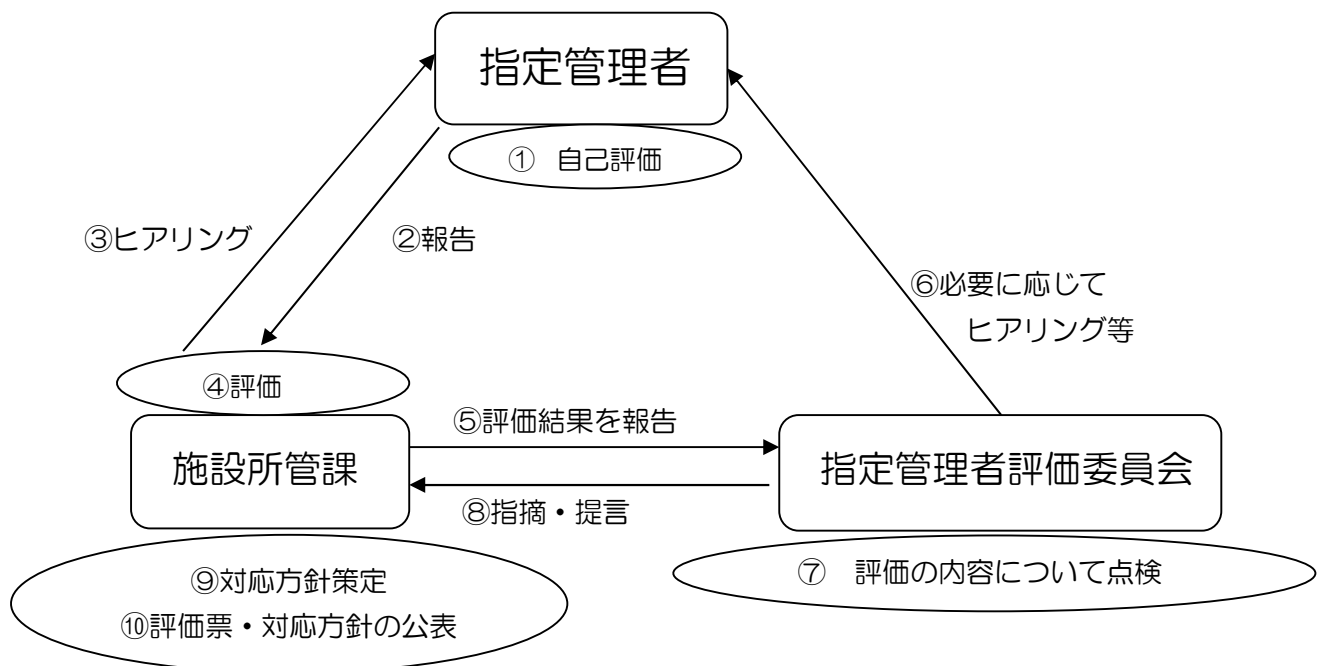 指定管理者
① 自己評価
③ヒアリング
②報告
⑥必要に応じて
ヒアリング等
④評価
⑤評価結果を報告
施設所管課
指定管理者評価委員会
⑧指摘・提言
⑨対応方針策定
⑩評価票・対応方針の公表
⑦ 評価の内容について点検